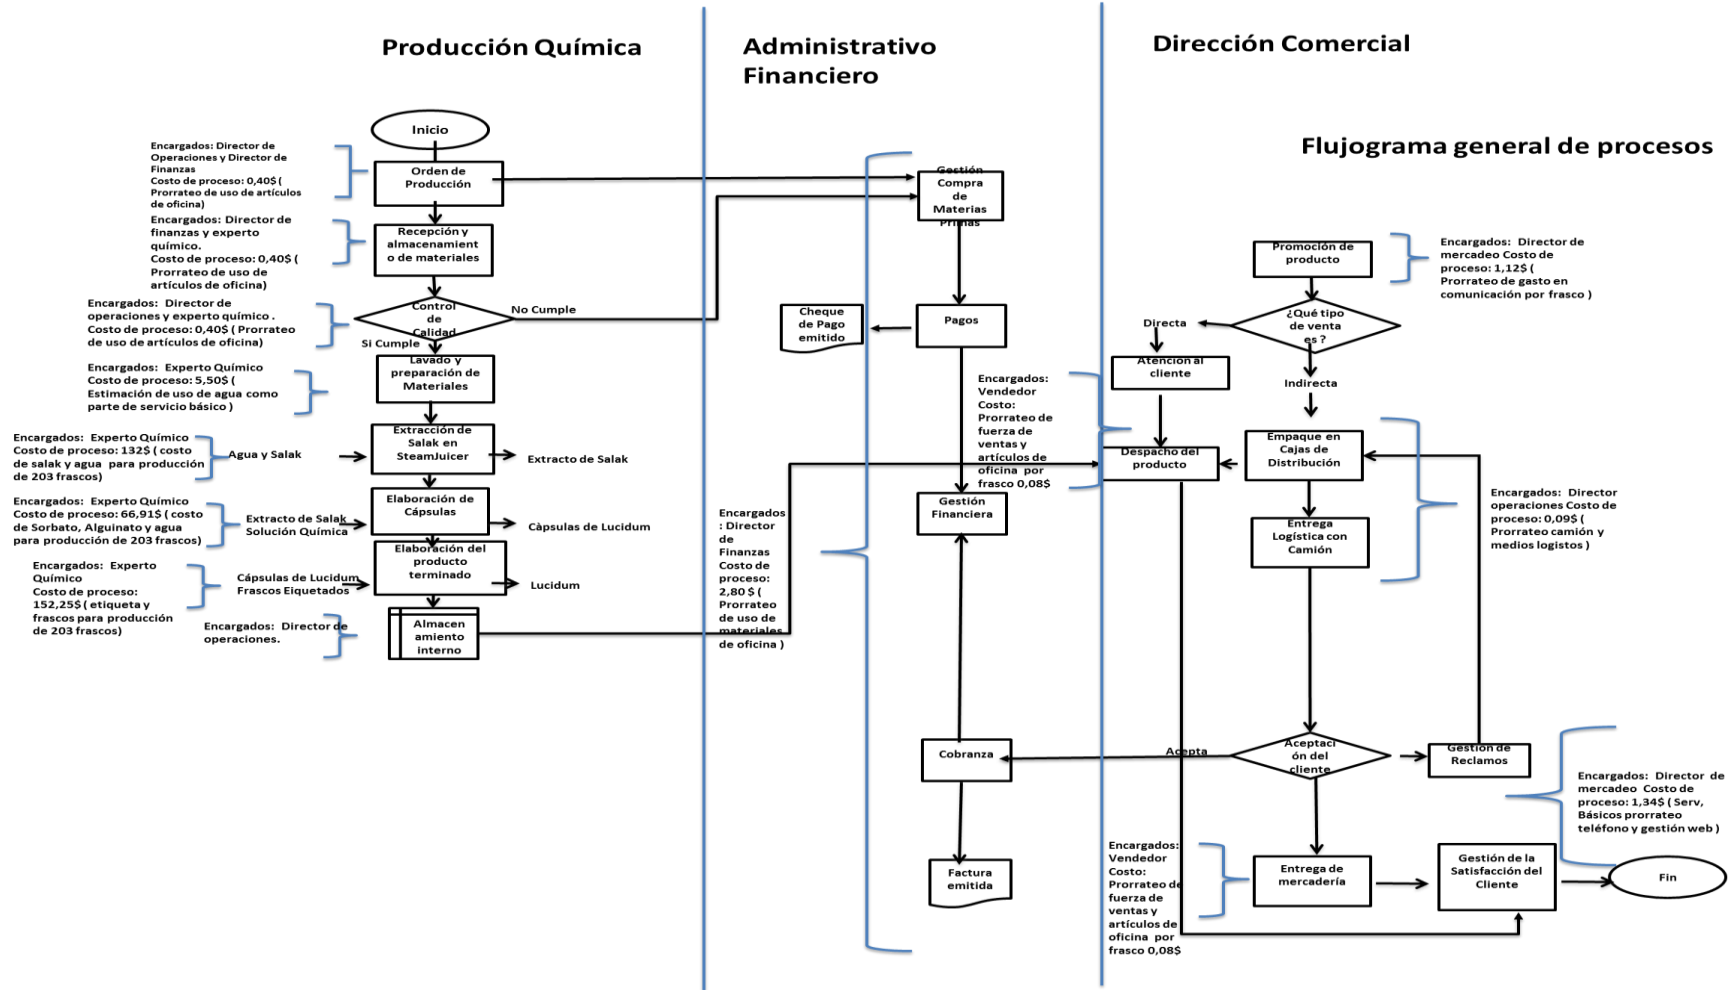 Producción Química
Administrativo
Financiero
Dirección Comercial
Flujograma general de procesos
Inicio
Encargados: Director de
Operaciones y Director de
Finanzas
Costo de proceso: 0,40$ (
Prorrateo de uso de artículos
de oficina)
Orden de
Producción
Encargados: Director de
finanzas y experto
químico.
Costo de proceso: 0,40$ (
Prorrateo de uso de
artículos de oficina)
Recepción y
almacenamient
o de materiales
Encargados: Director de
operaciones y experto químico .
Costo de proceso: 0,40$ ( Prorrateo
de uso de artículos de oficina)
Control
de
Calidad
No Cumple
Si Cumple
Encargados: Experto Químico
Costo de proceso: 5,50$ (
Estimación de uso de agua como
parte de servicio básico )
Lavado y
preparación de
Materiales
Encargados: Experto Químico
Costo de proceso: 132$ ( costo
de salak y agua para producción
de 203 frascos)
Agua y Salak
Extracción de
Salak en
SteamJuicer
Extracto de Salak
Encargados: Experto Químico
Costo de proceso: 66,91$ ( costo
de Sorbato, Alguinato y agua
para producción de 203 frascos)
Extracto de Salak
Solución Química
Elaboración de
Cápsulas
Càpsulas de Lucidum
Encargados: Experto
Químico
Costo de proceso:
152,25$ ( etiqueta y
frascos para producción
de 203 frascos)
Cápsulas de Lucidum
Frascos Eiquetados
Elaboración del
producto
terminado
Lucidum
Encargados: Director de
operaciones.
Almacen
amiento
interno
Gestión
Compra
de
Materias
Primas
Cheque
de Pago
emitido
Pagos
Gestión
Financiera
Encargados
: Director
de
Finanzas
Costo de
proceso:
2,80 $ (
Prorrateo
de uso de
materiales
de oficina )
Cobranza
Factura
emitida
Encargados:
Vendedor
Costo:
Prorrateo de
fuerza de
ventas y
artículos de
oficina por
frasco 0,08$
Promoción de
producto
Encargados: Director de
mercadeo Costo de
proceso: 1,12$ (
Prorrateo de gasto en
comunicación por frasco )
¿Qué tipo
de venta
es ?
Directa
Atención al
cliente
Indirecta
Despacho del
producto
Empaque en
Cajas de
Distribución
Entrega
Logística con
Camión
Encargados: Director
operaciones Costo de
proceso: 0,09$ (
Prorrateo camión y
medios logistos )
Acepta
Aceptaci
ón del
cliente
Gestión de
Reclamos
Encargados: Director de
mercadeo Costo de
proceso: 1,34$ ( Serv,
Básicos prorrateo
teléfono y gestión web )
Encargados:
Vendedor
Costo:
Prorrateo de
fuerza de
ventas y
artículos de
oficina por
frasco 0,08$
Entrega de
mercadería
Gestión de la
Satisfacción del
Cliente
Fin